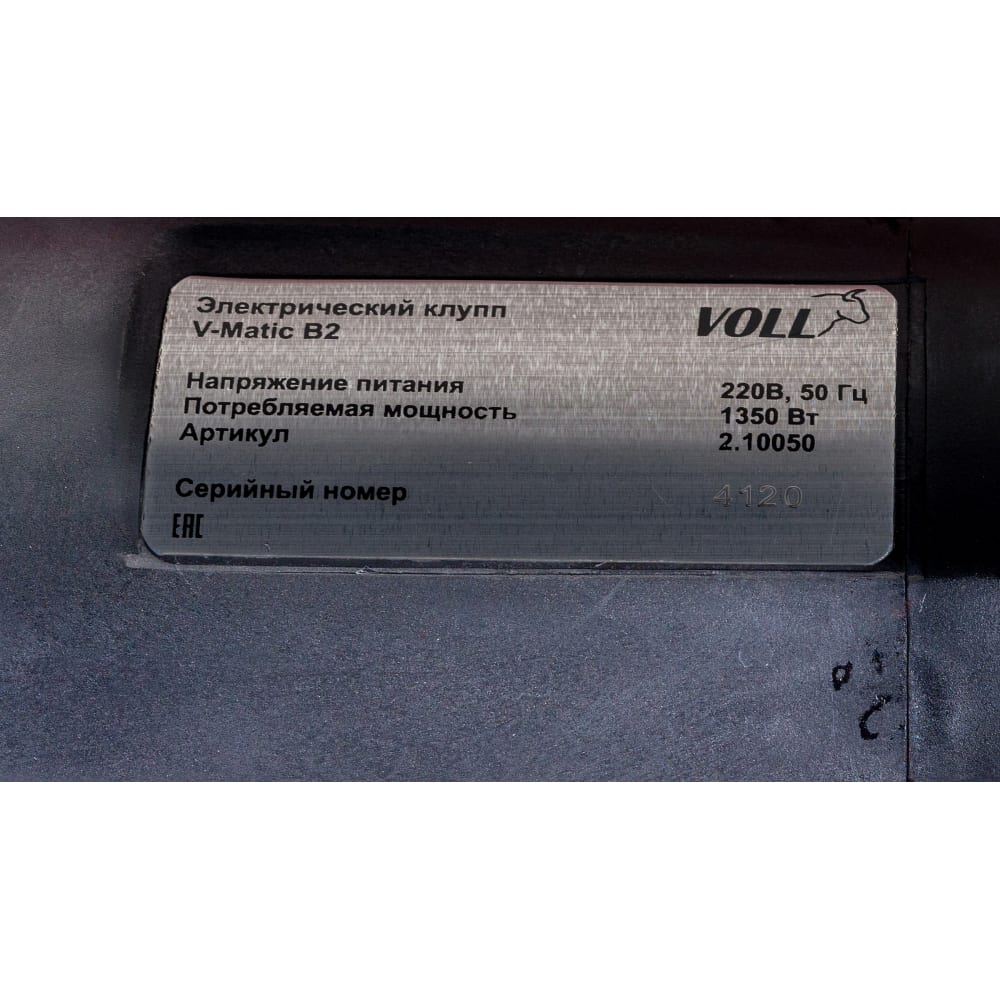 Электрический клупп
V-Matic B2
VOLL
Напряжение питания 220В, 50 Гц
Потребляемая мощность 1350 Вт
Артикул 2.10050
Серийный номер 4120
EAC